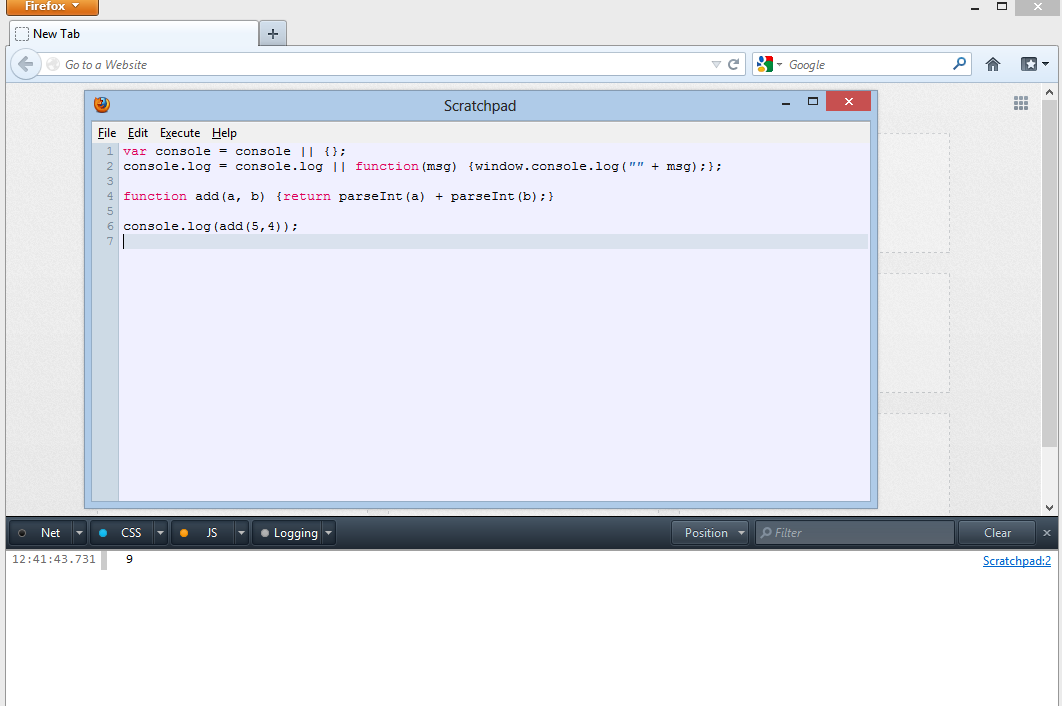 Firefox
New Tab
Go to a Website
Google
Scratchpad
File Edit Execute Help
1 var console = console || {};
2 console.log = console.log || function(msg) {window.console.log("" + msg);};
3
4 function add(a, b) {return parseInt(a) + parseInt(b);}
5
6 console.log(add(5,4));
7
Net CSS JS Logging Position Filter Clear
12:41:43.731 9 Scratchpad:2